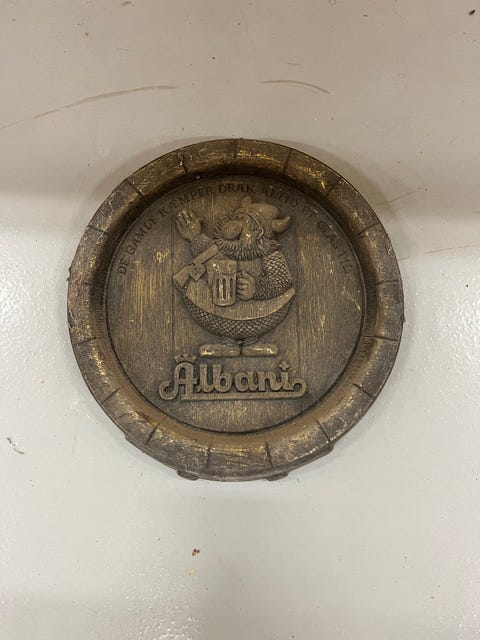 DE GAMLE KÆMPER DRAK ALTID ET GLAS TIL
Albani